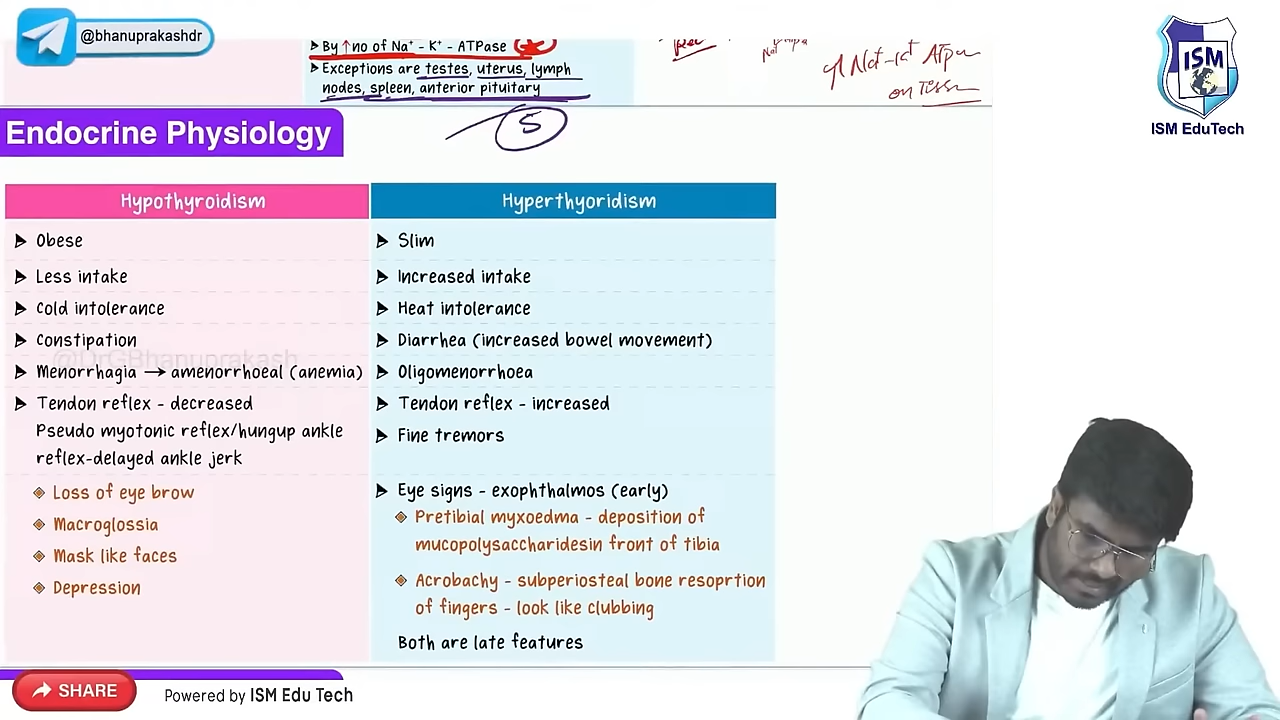 @bhanuprakashdr
By ↑no of Na⁺ - K⁺ - ATPase
Exceptions are testes, uterus, lymph
nodes, spleen, anterior pituitary
5
ISM
ISM EduTech
Endocrine Physiology
Hypothyroidism
Obese
Less intake
Cold intolerance
Constipation
@DrGBhanuprakash
Menorrhagia → amenorrhoeal (anemia)
Tendon reflex - decreased
Pseudo myotonic reflex/hungup ankle
reflex-delayed ankle jerk
Loss of eye brow
Macroglossia
Mask like faces
Depression
Hyperthyoridism
Slim
Increased intake
Heat intolerance
Diarrhea (increased bowel movement)
Oligomenorrhoea
Tendon reflex - increased
Fine tremors
Eye signs - exophthalmos (early)
Pretibial myxoedma - deposition of
mucopolysaccharidesin front of tibia
Acrobachy - subperiosteal bone resoprtion
of fingers - look like clubbing
Both are late features
SHARE
Powered by ISM Edu Tech